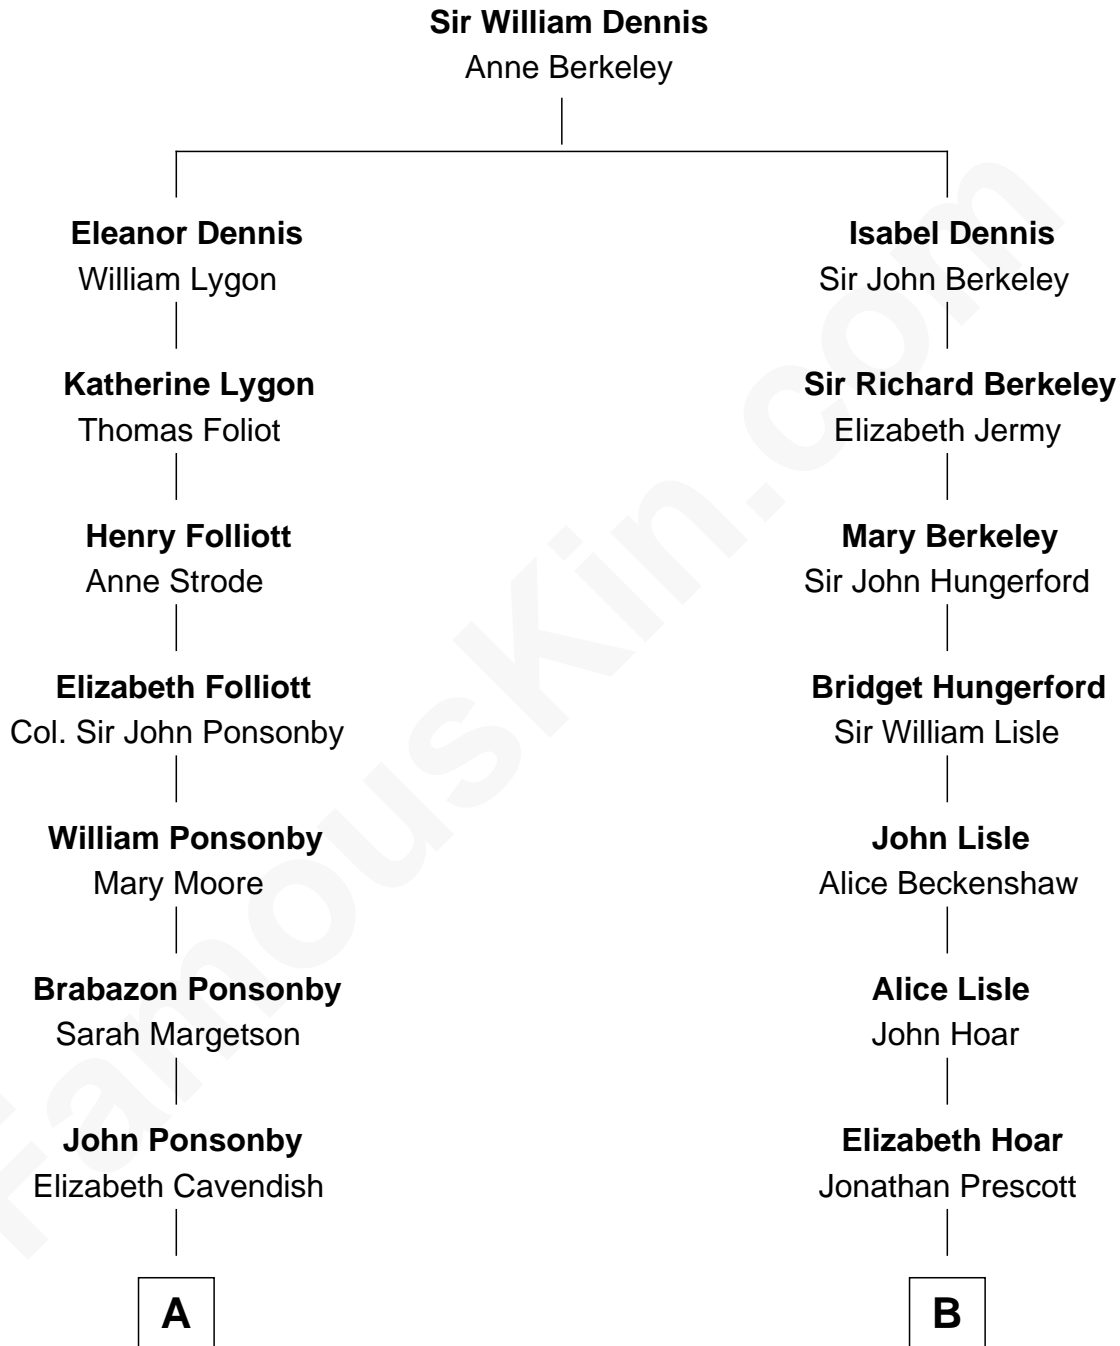 Sir William Dennis
Anne Berkeley
Eleanor Dennis
William Lygon
Isabel Dennis
Sir John Berkeley
Katherine Lygon
Thomas Foliot
Sir Richard Berkeley
Elizabeth Jermy
Henry Folliott
Anne Strode
Mary Berkeley
Sir John Hungerford
Elizabeth Folliott
Col. Sir John Ponsonby
Bridget Hungerford
Sir William Lisle
William Ponsonby
Mary Moore
John Lisle
Alice Beckenshaw
Brabazon Ponsonby
Sarah Margetson
Alice Lisle
John Hoar
John Ponsonby
Elizabeth Cavendish
Elizabeth Hoar
Jonathan Prescott
A
B
FamousKin.com